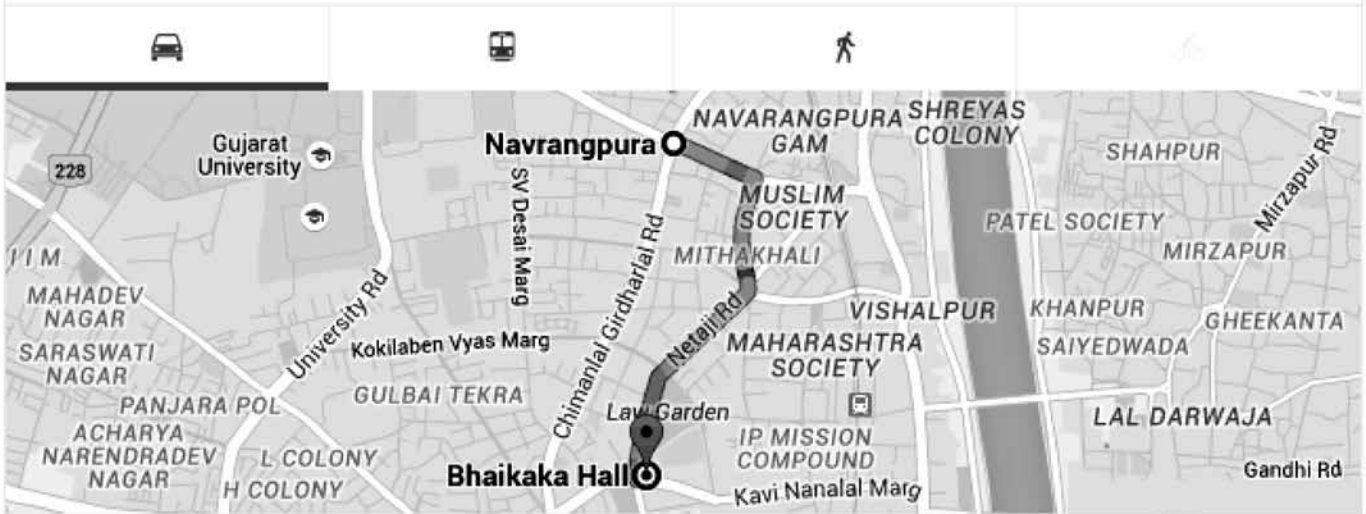 NAVARANGPURA
GAM
SHREYAS
COLONY
Gujarat
University
Navrangpura
SHAHPUR
Mirzapur Rd
228
SV Desai Marg
MUSLIM
SOCIETY
PATEL SOCIETY
IIM
MITHAKHALI
MIRZAPUR
MAHADEV
NAGAR
University Rd
Chimanlal Girdharlal Rd
Netaji Rd
VISHALPUR
KHANPUR
GHEEKANTA
SARASWATI
NAGAR
Kokilaben Vyas Marg
MAHARASHTRA
SOCIETY
SAIYEDWADA
PANJARA POL
GULBAI TEKRA
Law Garden
LAL DARWAJA
ACHARYA
NARENDRADEV
NAGAR
L COLONY
H COLONY
IP MISSION
COMPOUND
Bhaikaka Hall
Kavi Nanalal Marg
Gandhi Rd